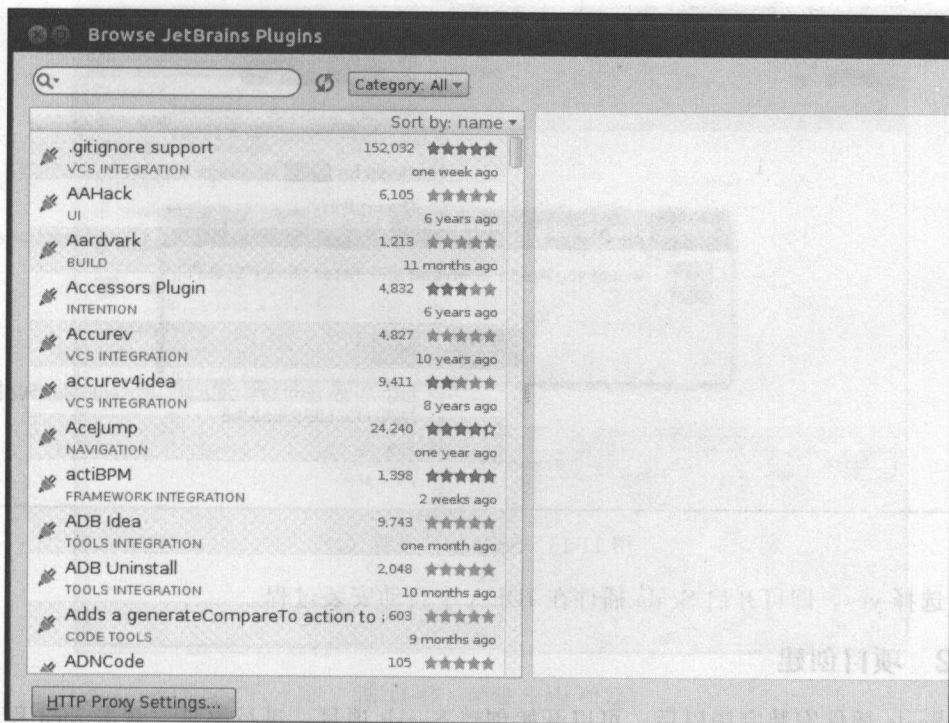 Browse JetBrains Plugins
Category: All
Sort by: name
.gitignore support 152,032
VCS INTEGRATION one week ago
AAHack 6,105
UI 6 years ago
Aardvark 1,213
BUILD 11 months ago
Accessors Plugin 4,832
INTENTION 6 years ago
Accurev 4,827
VCS INTEGRATION 10 years ago
accurev4idea 9,411
VCS INTEGRATION 8 years ago
AceJump 24,240
NAVIGATION one year ago
actiBPM 1,398
FRAMEWORK INTEGRATION 2 weeks ago
ADB Idea 9,743
TOOLS INTEGRATION one month ago
ADB Uninstall 2,048
TOOLS INTEGRATION 10 months ago
Adds a generateCompareTo action to 603
CODE TOOLS 9 months ago
ADNCode 105
HTTP Proxy Settings...